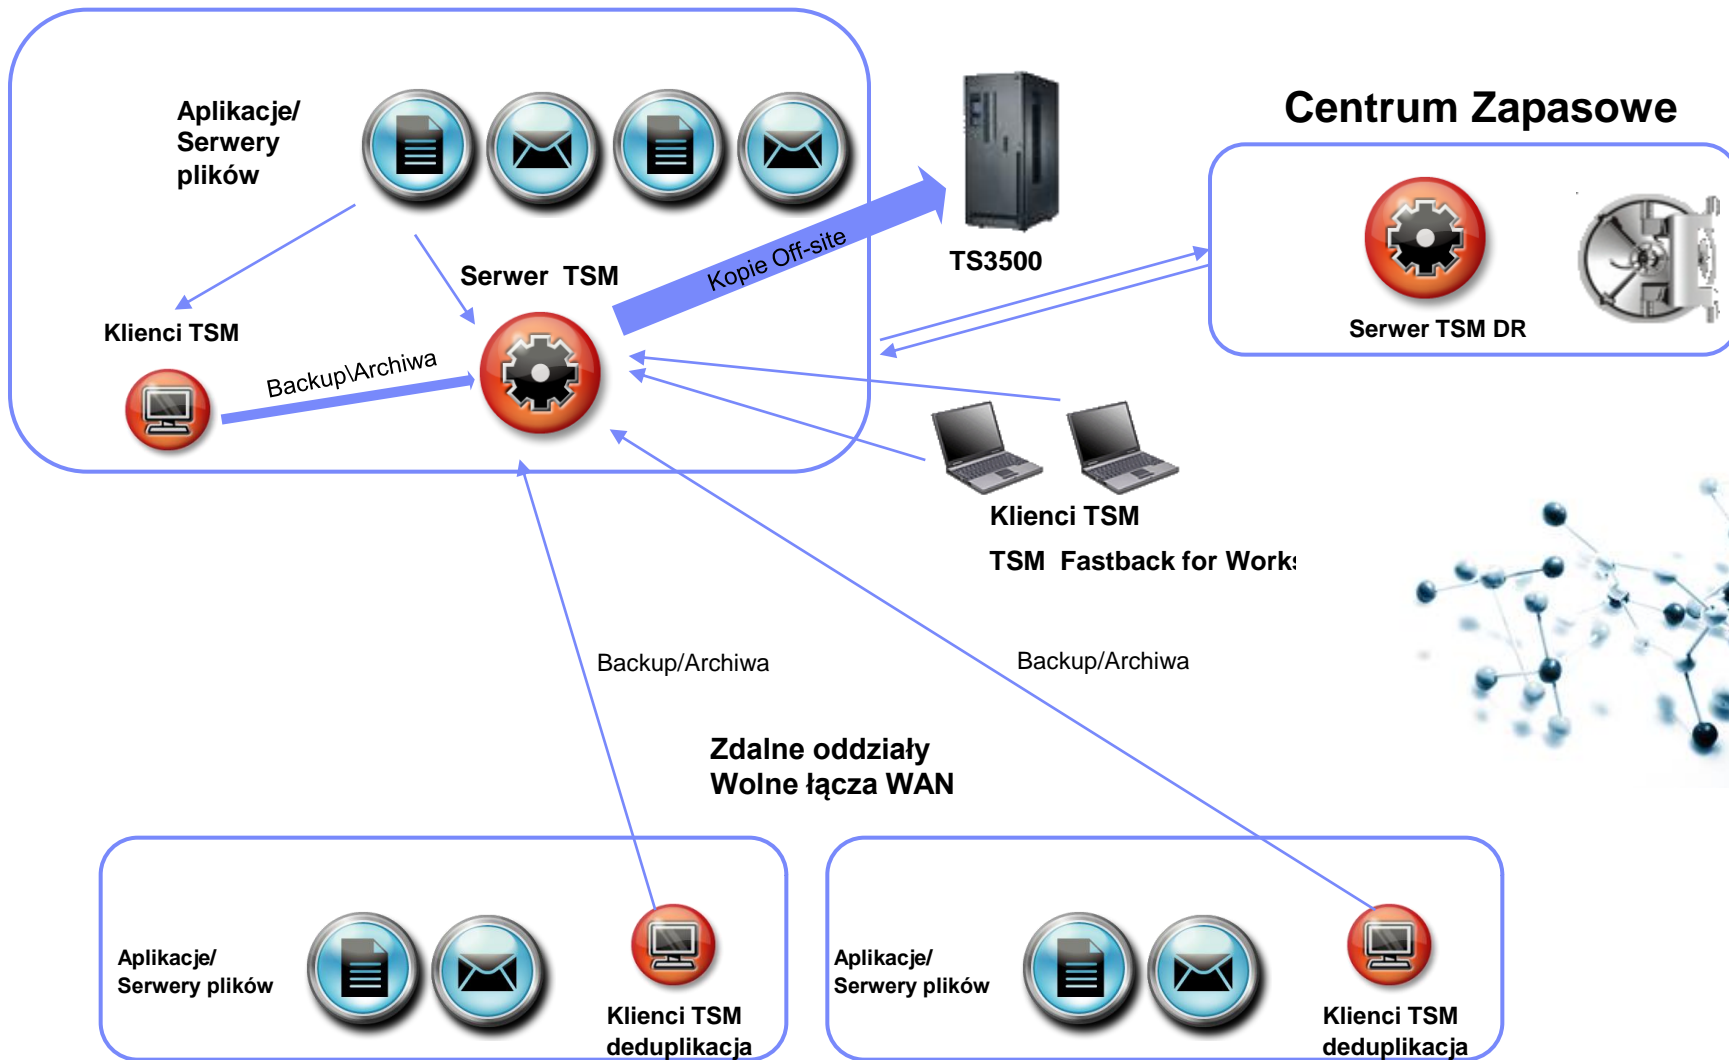 Aplikacje/
Serwery
plików
Centrum Zapasowe
Kopie Off-site
TS3500
Serwer TSM
Klienci TSM
Backup\Archiwa
Serwer TSM DR
Klienci TSM
TSM Fastback for Works
Backup/Archiwa
Backup/Archiwa
Zdalne oddziały
Wolne łącza WAN
Aplikacje/
Serwery plików
Klienci TSM
deduplikacja
Aplikacje/
Serwery plików
Klienci TSM
deduplikacja